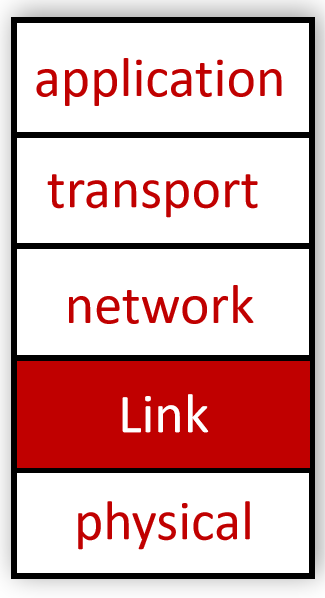 application
transport
network
Link
physical